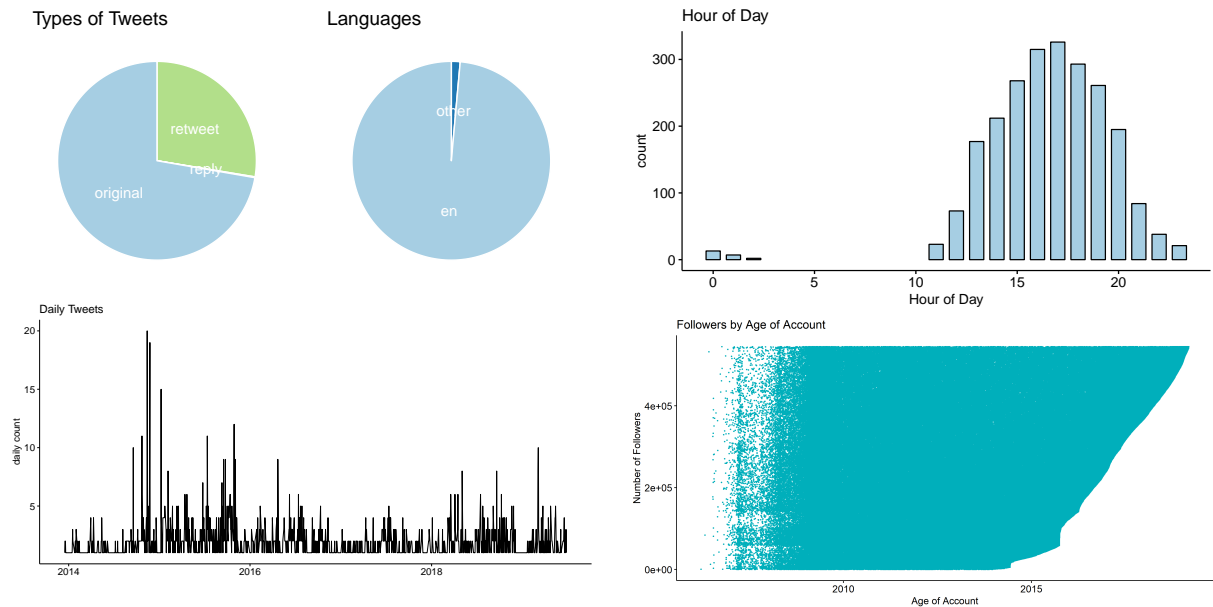 Types of Tweets
retweet
reply
original
Languages
other
en
Hour of Day
count
300
200
100
0
0 5 10 15 20
Hour of Day
Daily Tweets
daily count
20
15
10
5
2014 2016 2018
Followers by Age of Account
Number of Followers
4e+05
2e+05
0e+00
2010 2015
Age of Account